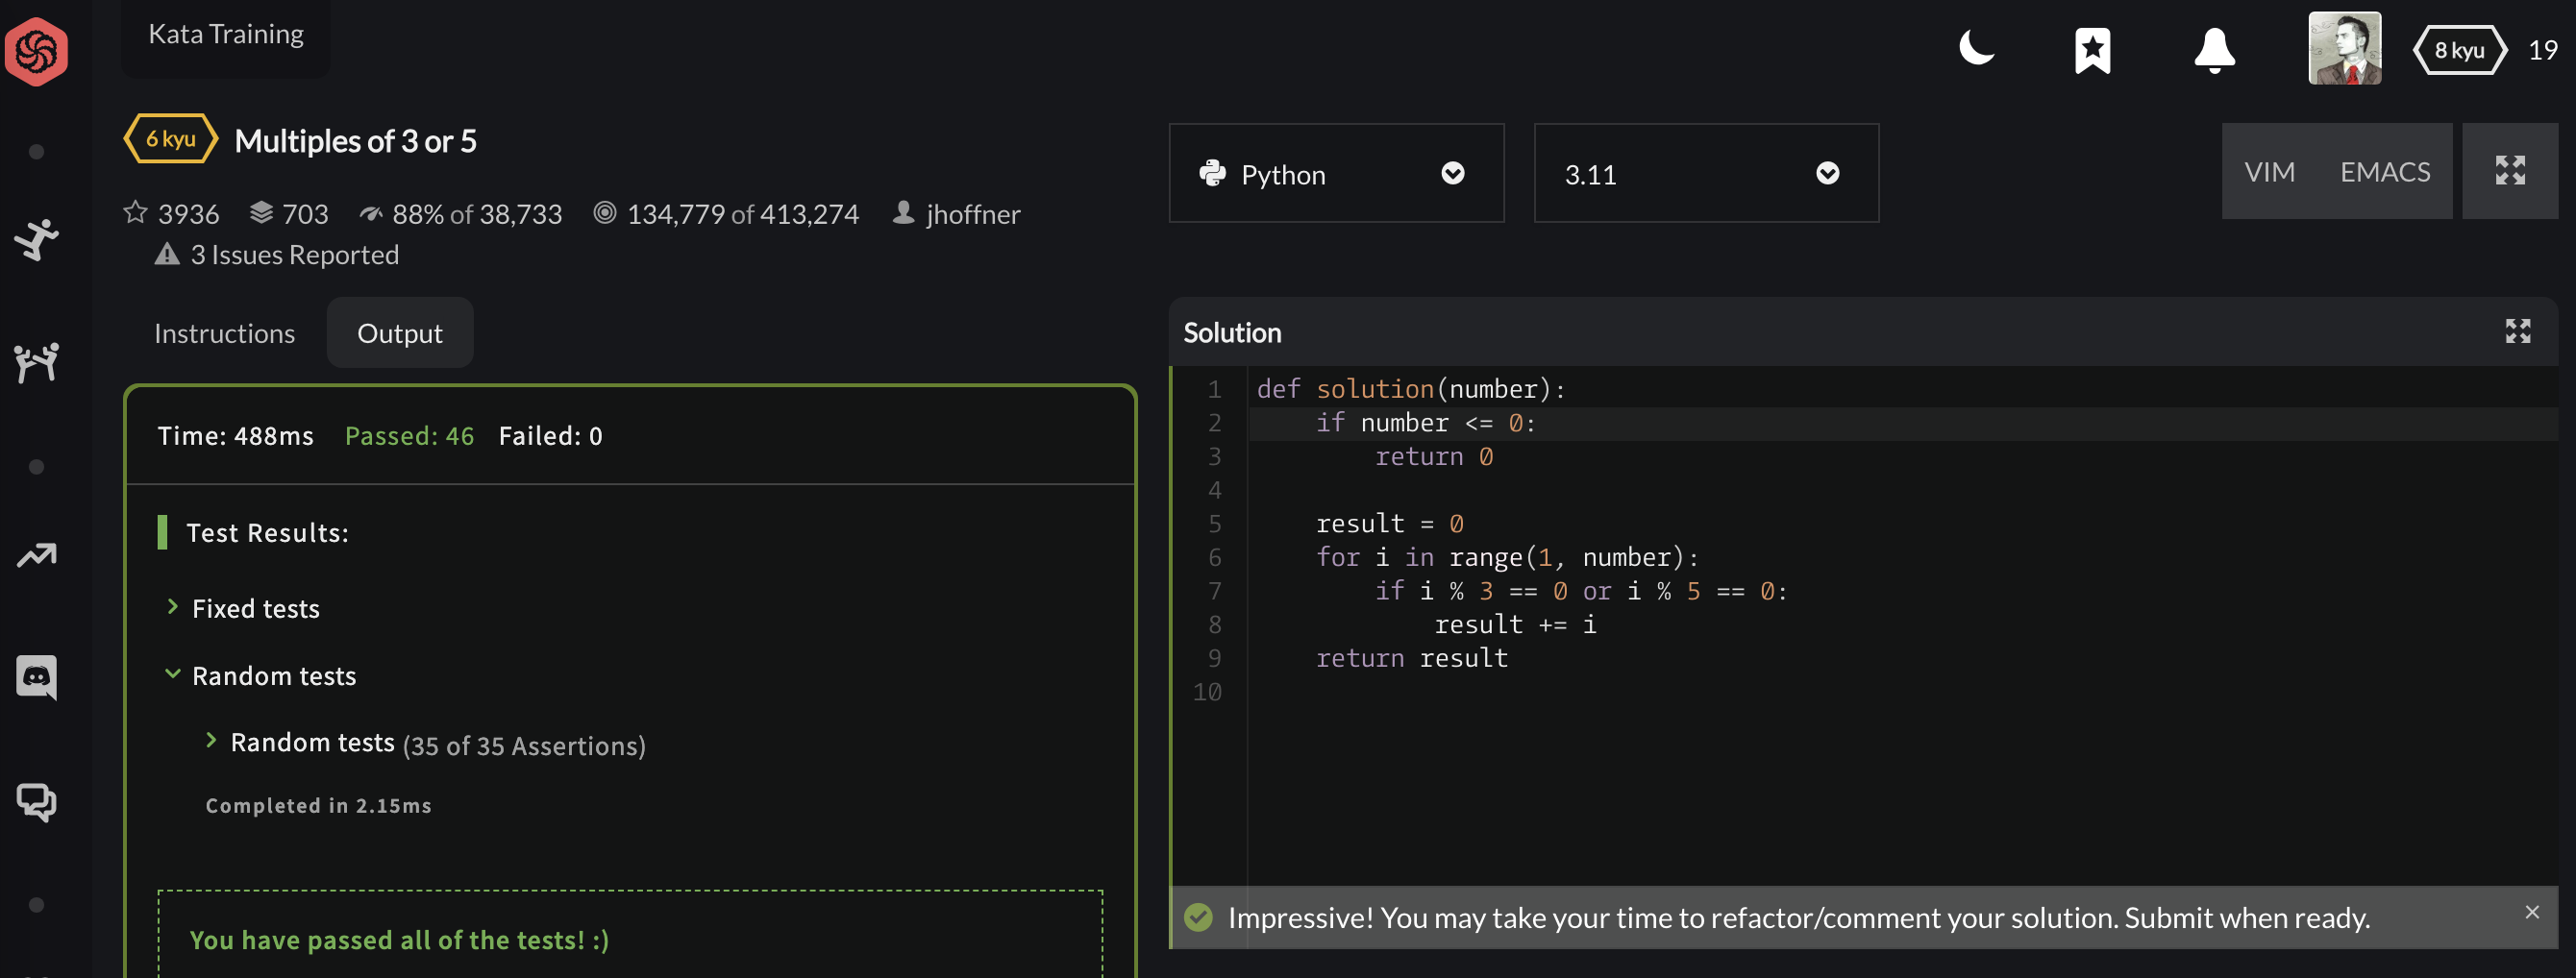 Kata Training
8 kyu 19
6 kyu Multiples of 3 or 5
3936 703 88% of 38,733 134,779 of 413,274 jhoffner
3 Issues Reported
Python 3.11 VIM EMACS
Instructions Output
Time: 488ms Passed: 46 Failed: 0
Test Results:
Fixed tests
Random tests
Random tests (35 of 35 Assertions)
Completed in 2.15ms
You have passed all of the tests! :)
Solution
1 def solution(number):
2     if number <= 0:
3         return 0
4
5     result = 0
6     for i in range(1, number):
7         if i % 3 == 0 or i % 5 == 0:
8             result += i
9     return result
10
Impressive! You may take your time to refactor/comment your solution. Submit when ready.